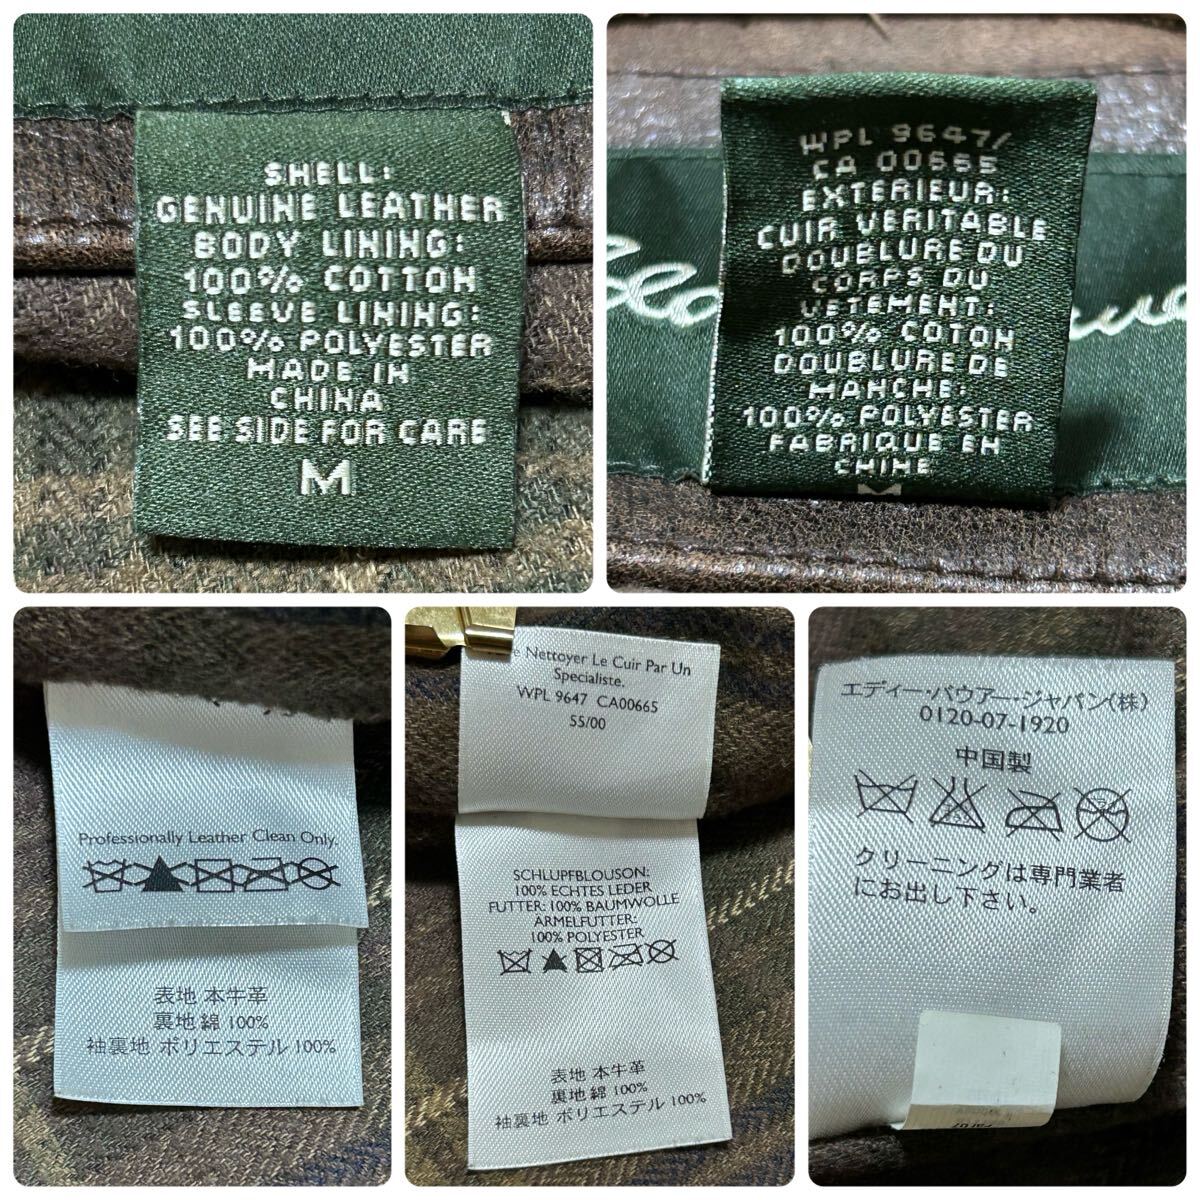 SHELL:
GENUINE LEATHER
BODY LINING:
100% COTTON
SLEEVE LINING:
100% POLYESTER
MADE IN
CHINA
SEE SIDE FOR CARE
M
WPL 9647/
CA 00665
EXTERIEUR:
CUIR VERITABLE
DOUBLURE DU
CORPS DU
VETEMENT:
100% COTON
DOUBLURE DE
MANCHE:
100% POLYESTER
FABRIQUE EN
CHINE
Professionally Leather Clean Only.
表地 本牛革
裏地 綿 100%
袖裏地 ポリエステル 100%
Nettoyer Le Cuir Par Un
Specialiste.
WPL 9647 CA00665
55/00
SCHLUPFBLOUSON:
100% ECHTES LEDER
FUTTER: 100% BAUMWOLLE
ÄRMELFUTTER:
100% POLYESTER
表地 本牛革
裏地 綿 100%
袖裏地 ポリエステル 100%
エディー・バウアー・ジャパン(株)
0120-07-1920
中国製
クリーニングは専門業者
にお出し下さい。